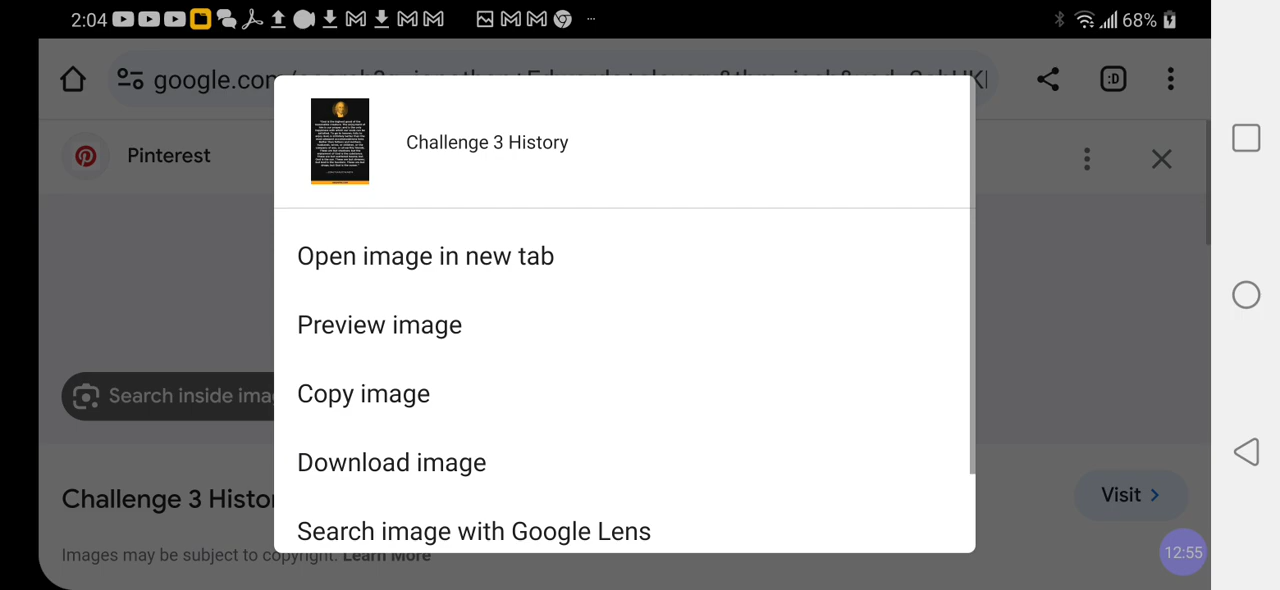 2:04
68%
google.com
Pinterest
Challenge 3 History
Open image in new tab
Preview image
Copy image
Download image
Search image with Google Lens
Search inside ima
Challenge 3 Histo
Visit
Images may be subject to copyright. Learn More
12:55
:D